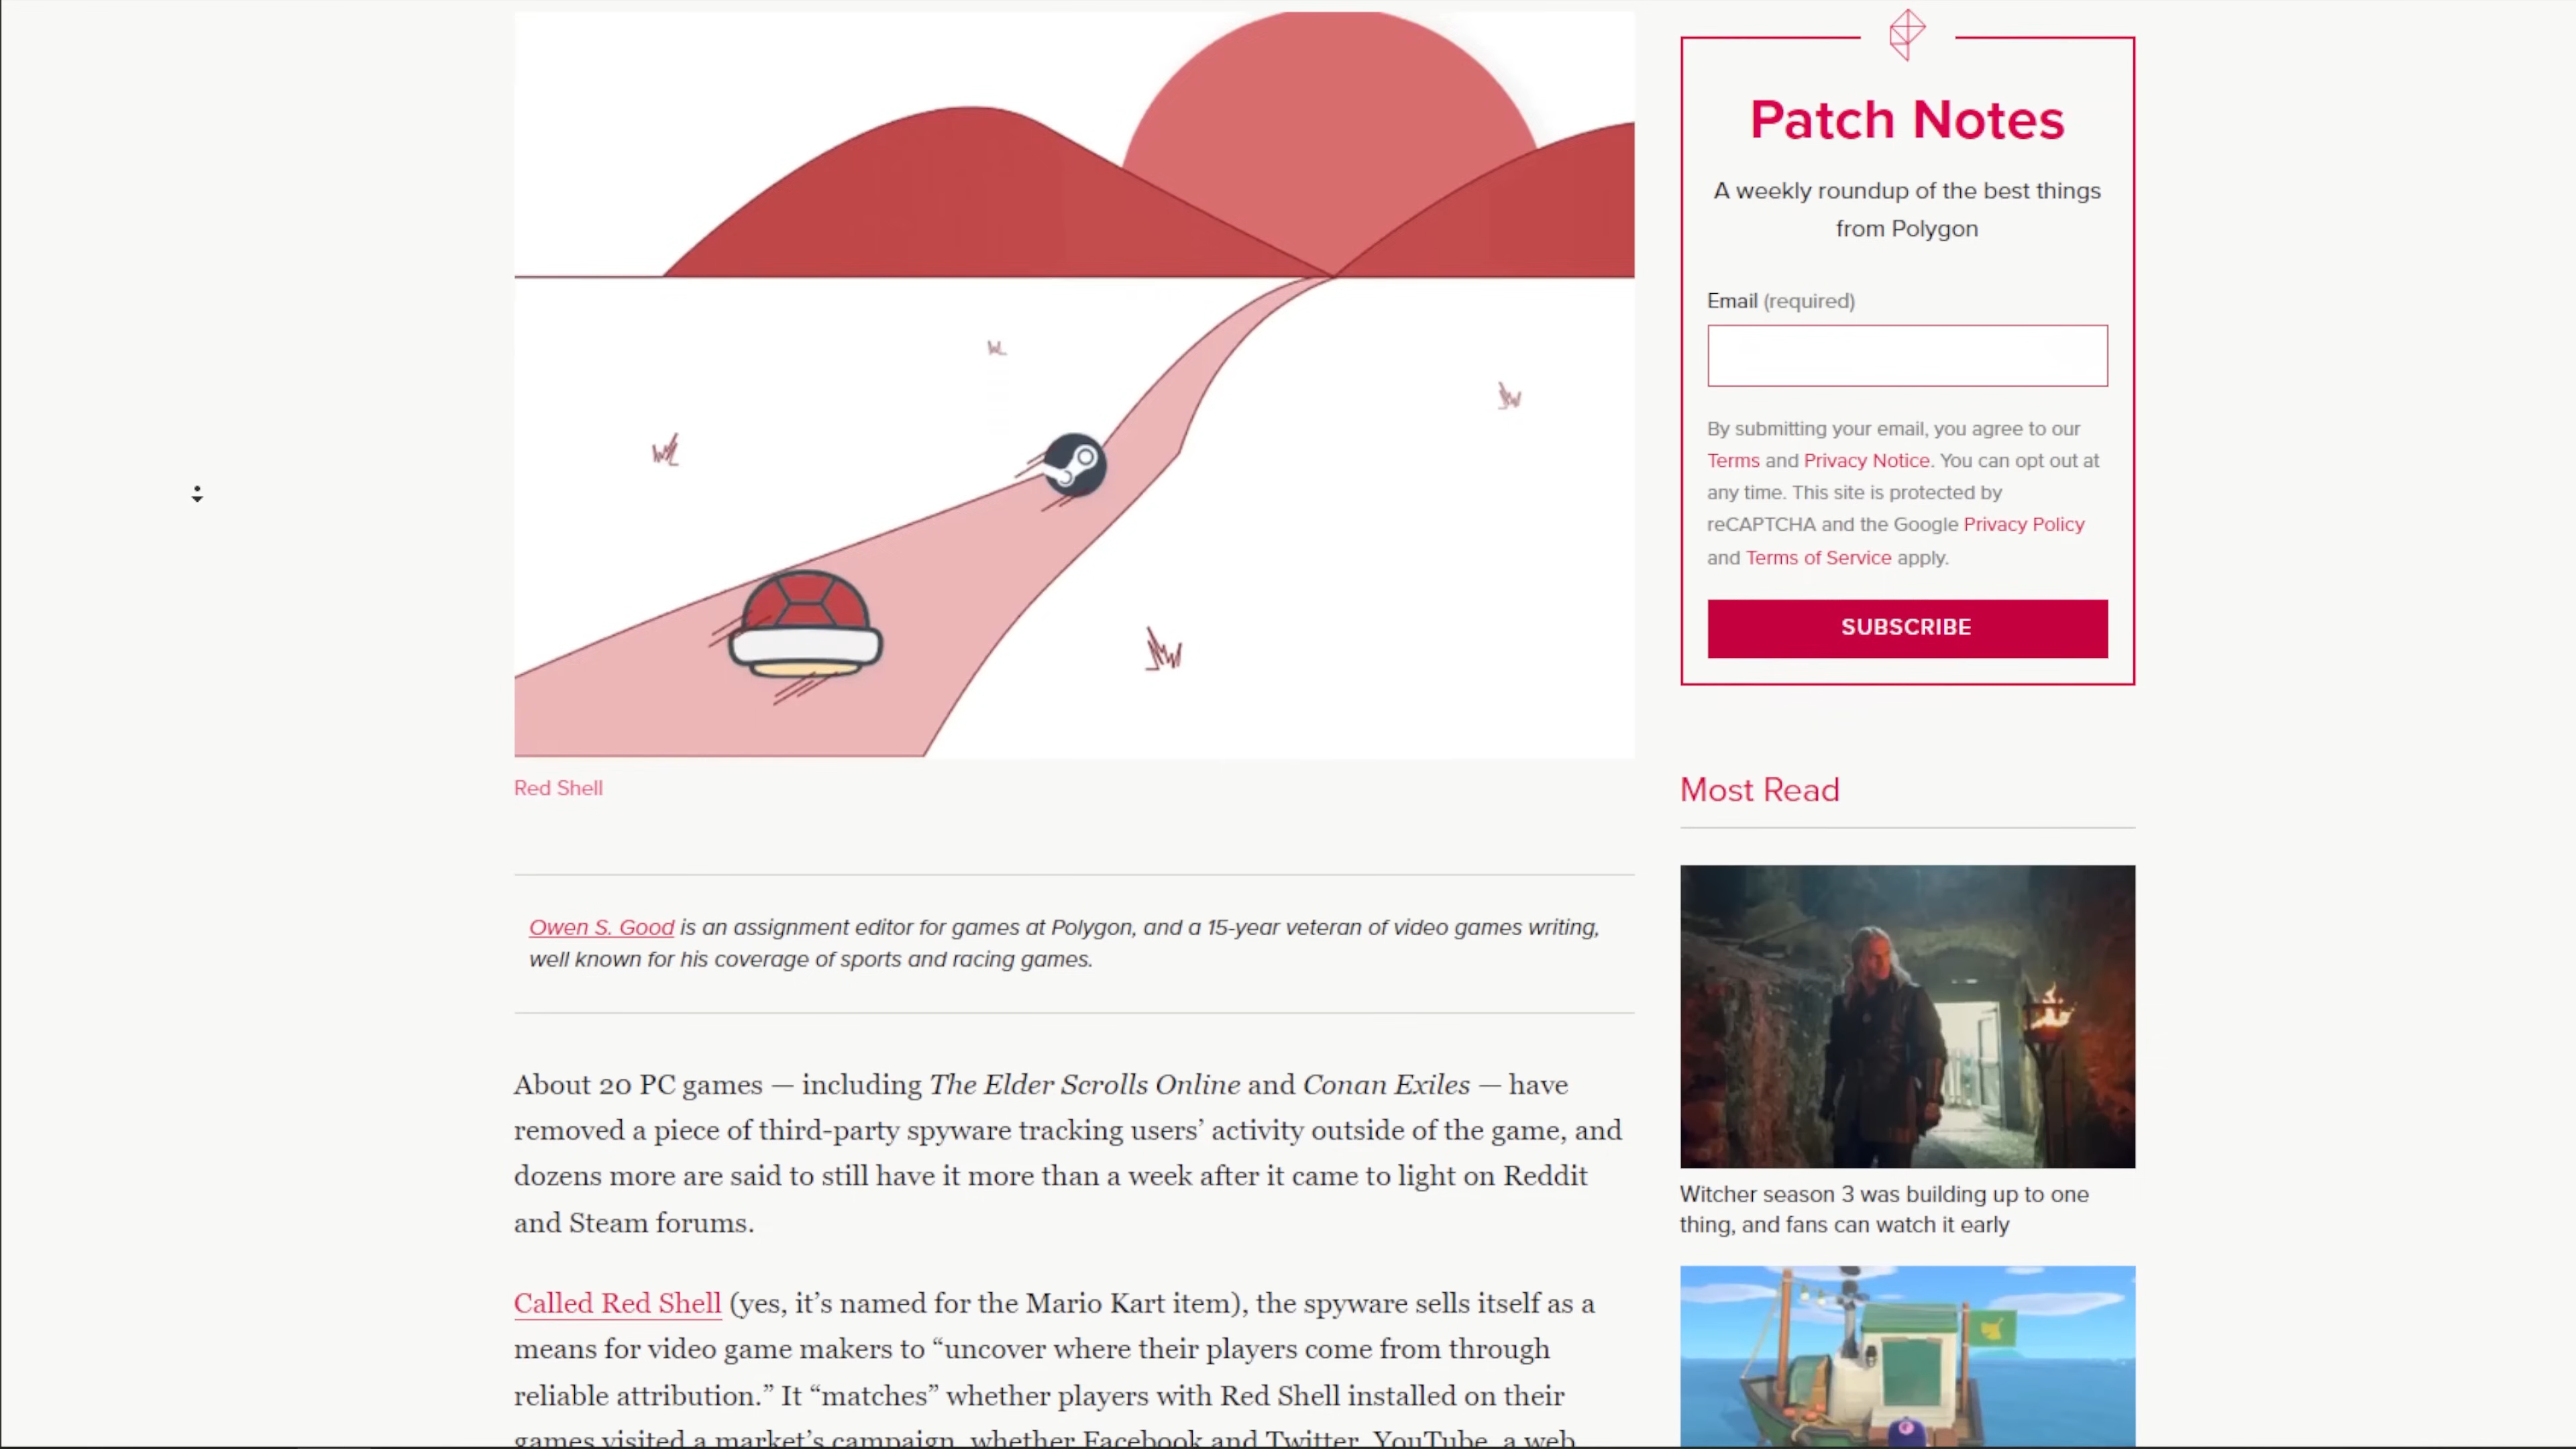 Red Shell
Owen S. Good is an assignment editor for games at Polygon, and a 15-year veteran of video games writing,
well known for his coverage of sports and racing games.
About 20 PC games — including The Elder Scrolls Online and Conan Exiles — have
removed a piece of third-party spyware tracking users’ activity outside of the game, and
dozens more are said to still have it more than a week after it came to light on Reddit
and Steam forums.
Called Red Shell (yes, it’s named for the Mario Kart item), the spyware sells itself as a
means for video game makers to “uncover where their players come from through
reliable attribution.” It “matches” whether players with Red Shell installed on their
games visited a market’s campaign, whether Facebook and Twitter, YouTube, a web
Patch Notes
A weekly roundup of the best things
from Polygon
Email (required)
By submitting your email, you agree to our
Terms and Privacy Notice. You can opt out at
any time. This site is protected by
reCAPTCHA and the Google Privacy Policy
and Terms of Service apply.
SUBSCRIBE
Most Read
Witcher season 3 was building up to one
thing, and fans can watch it early